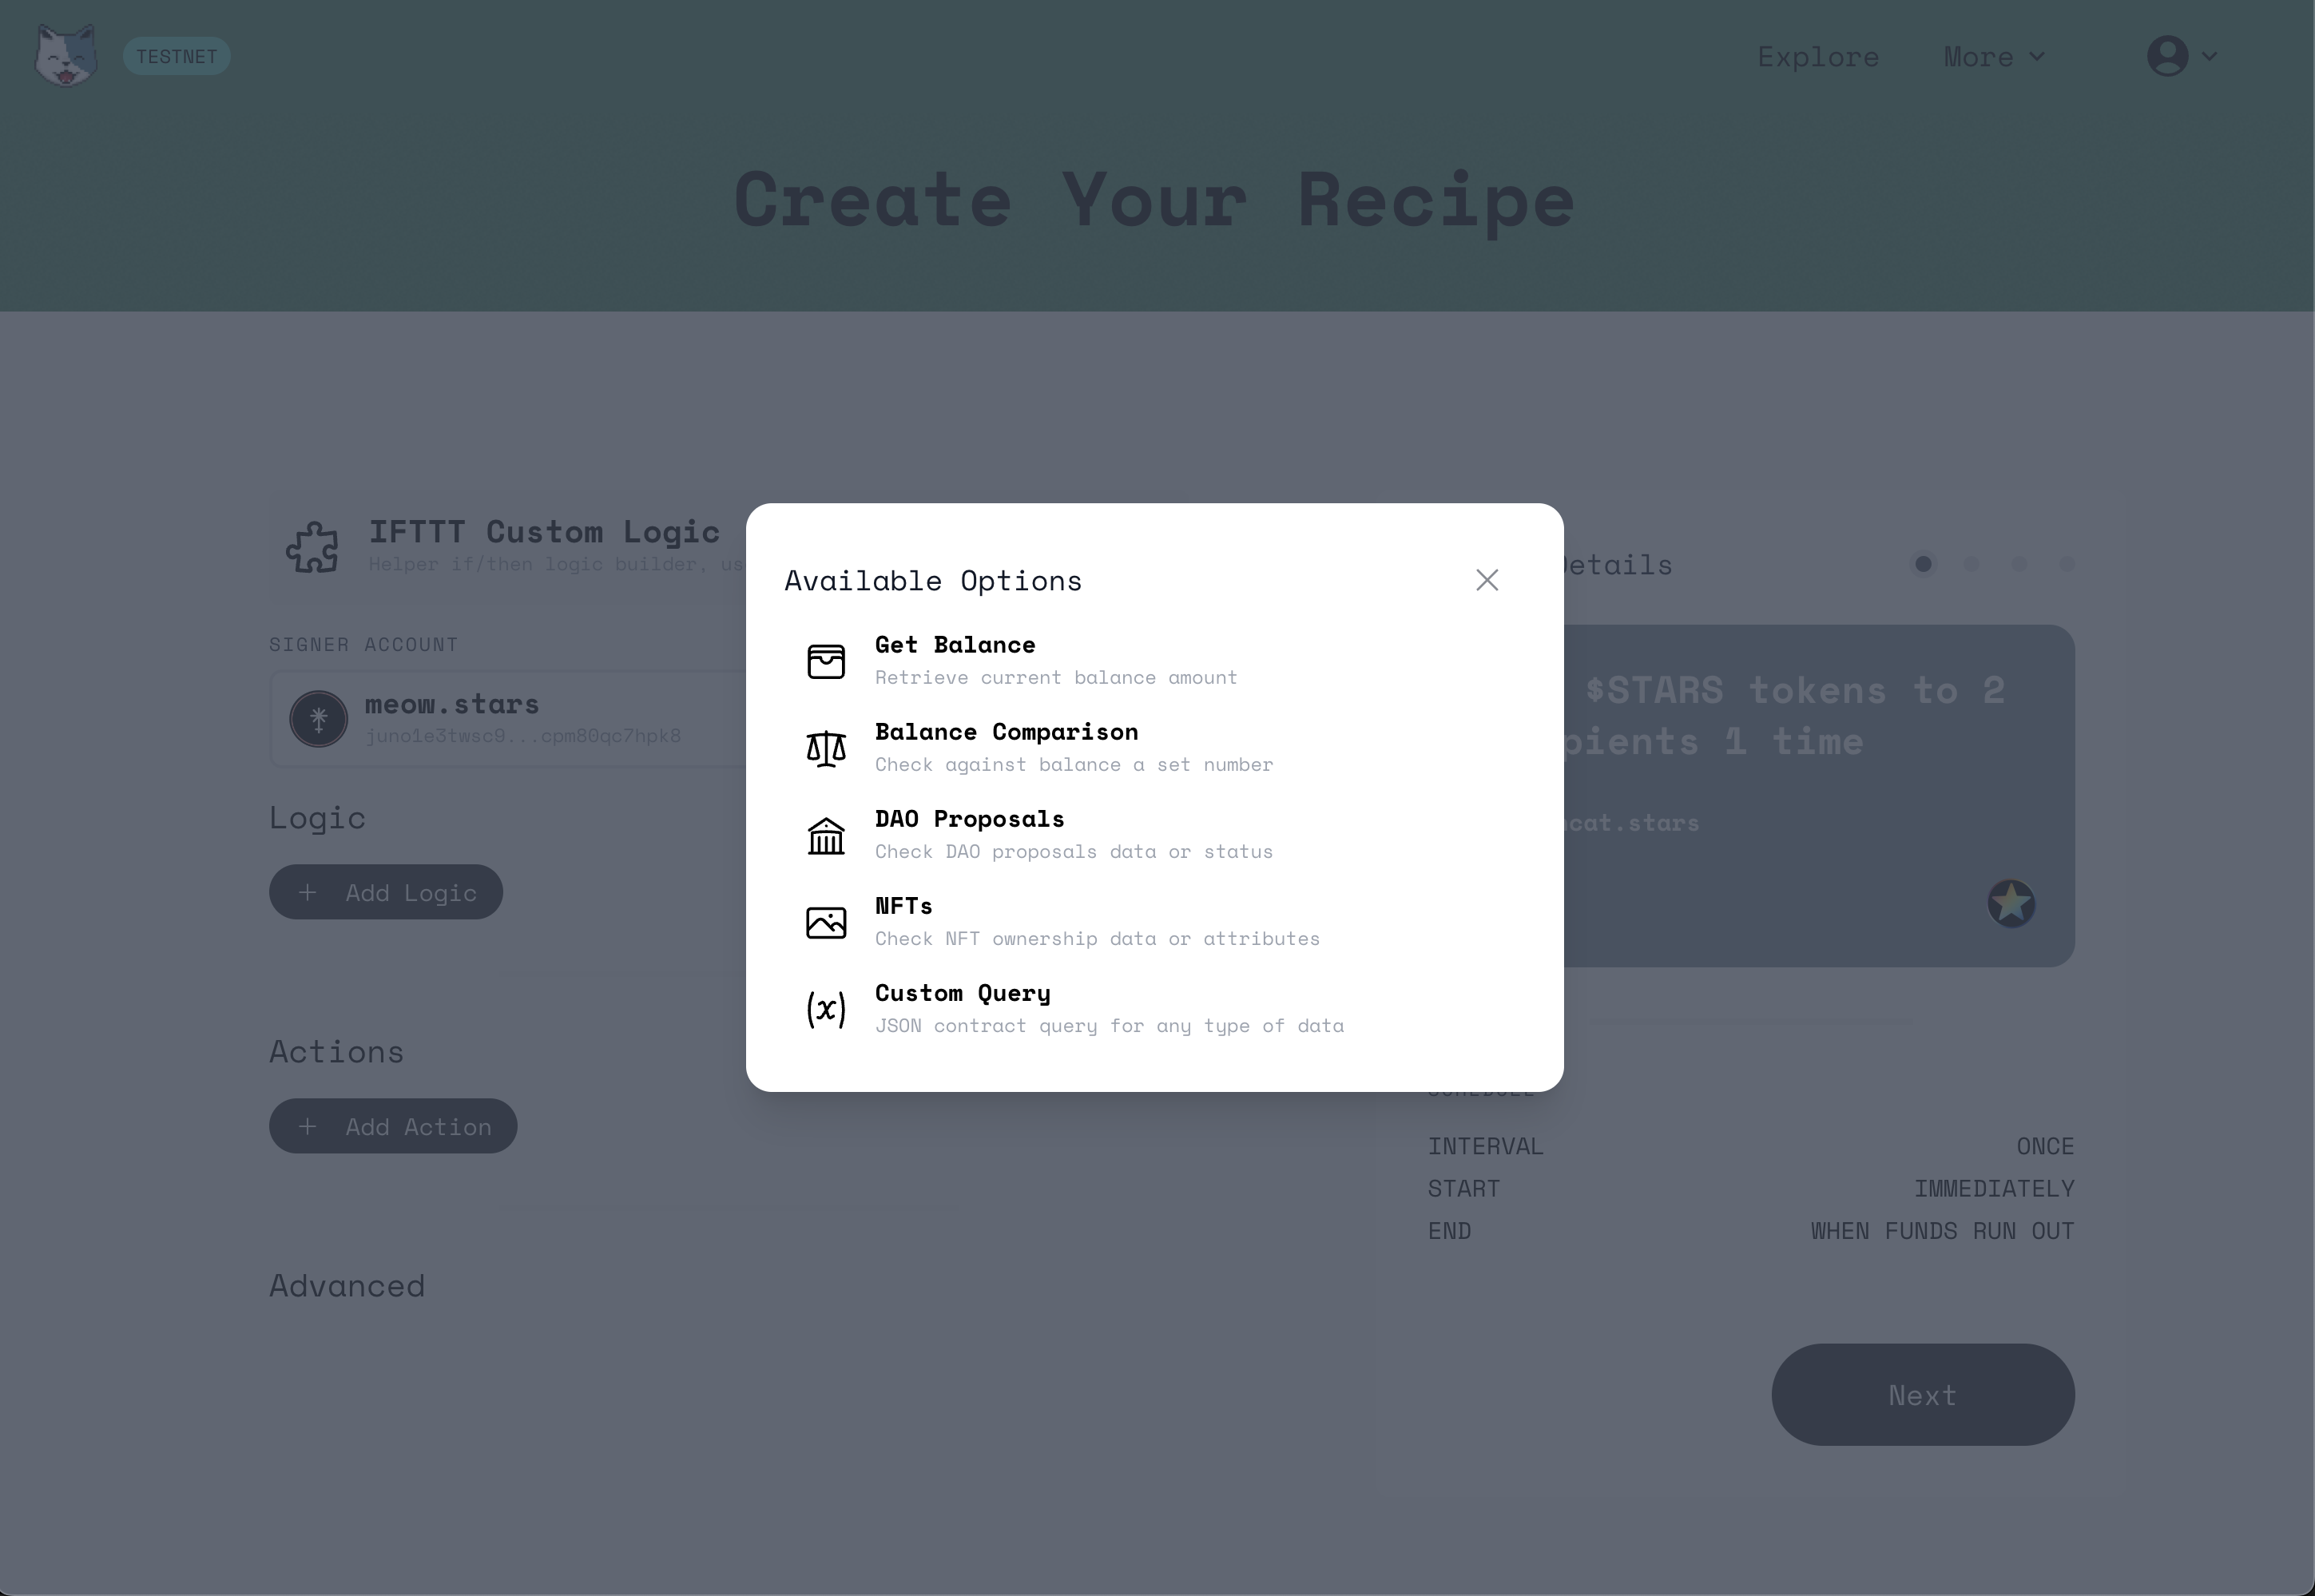 TESTNET
Explore
More
Create Your Recipe
IFTTT Custom Logic
Helper if/then logic builder, us
SIGNER ACCOUNT
meow.stars
juno1e3twsc9...cpm80qc7hpk8
Logic
+ Add Logic
Actions
+ Add Action
Advanced
Available Options
Get Balance
Retrieve current balance amount
Balance Comparison
Check against balance a set number
DAO Proposals
Check DAO proposals data or status
NFTs
Check NFT ownership data or attributes
(x)
Custom Query
JSON contract query for any type of data
Details
$STARS tokens to 2
pients 1 time
cat.stars
SCHEDULE
INTERVAL ONCE
START IMMEDIATELY
END WHEN FUNDS RUN OUT
Next